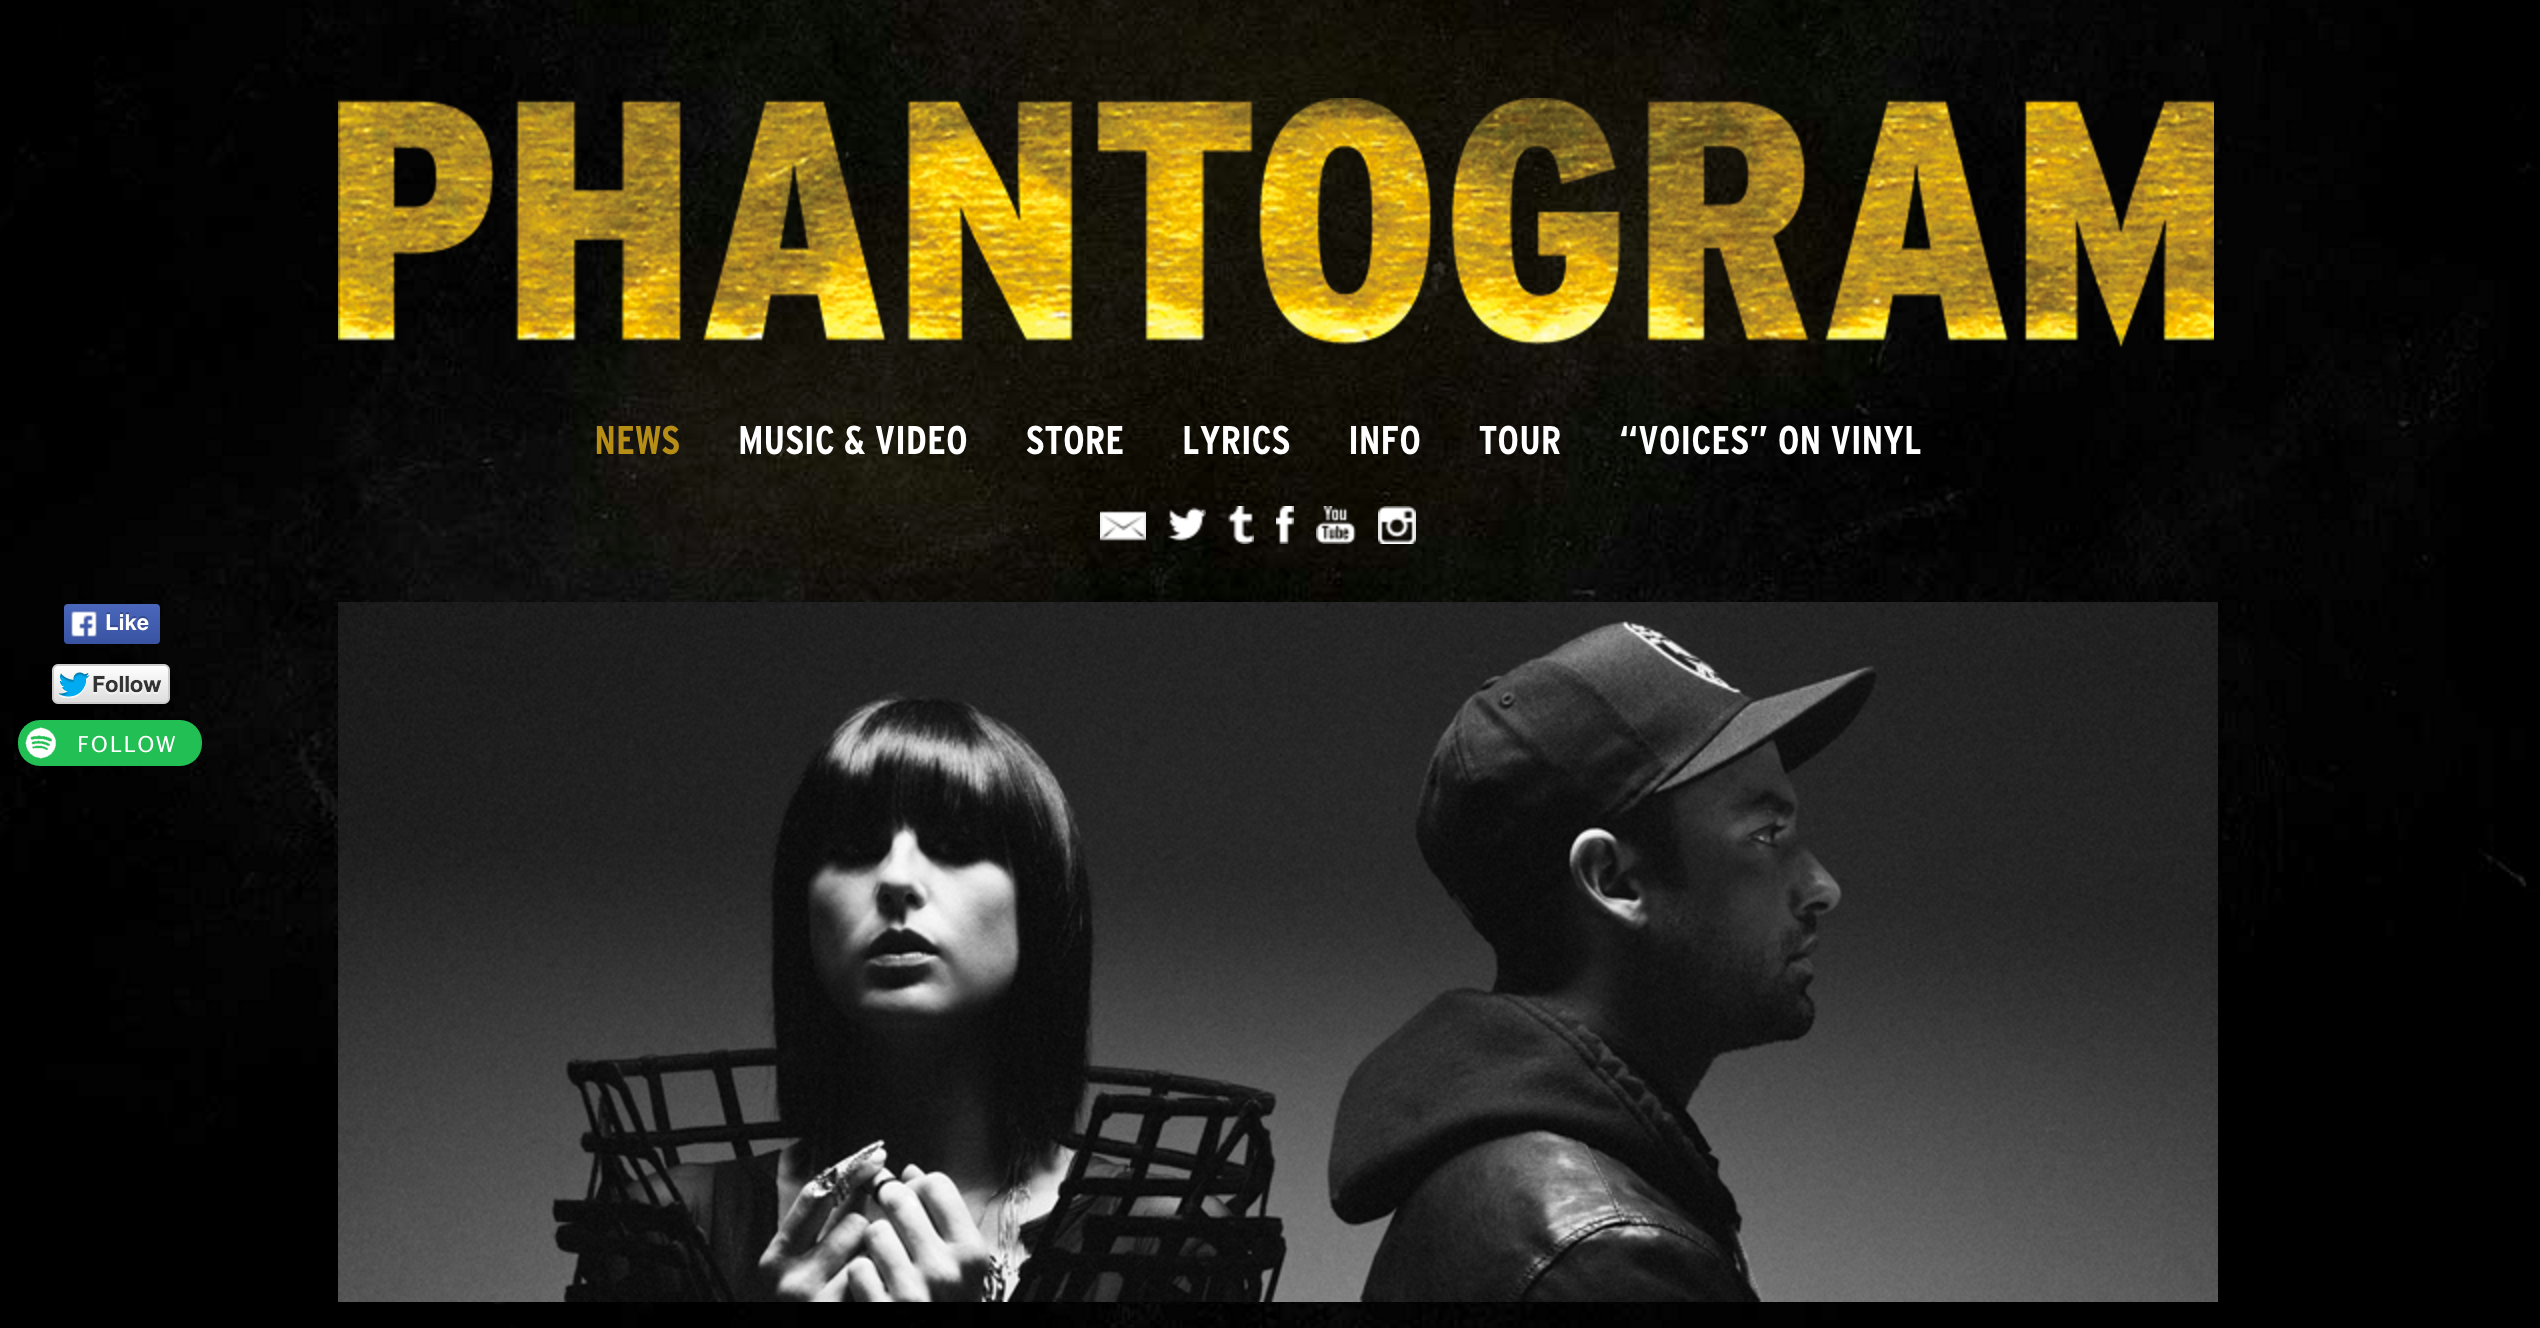 PHANTOGRAM
NEWS MUSIC & VIDEO STORE LYRICS INFO TOUR “VOICES” ON VINYL
t f You Tube
f Like
Follow
FOLLOW